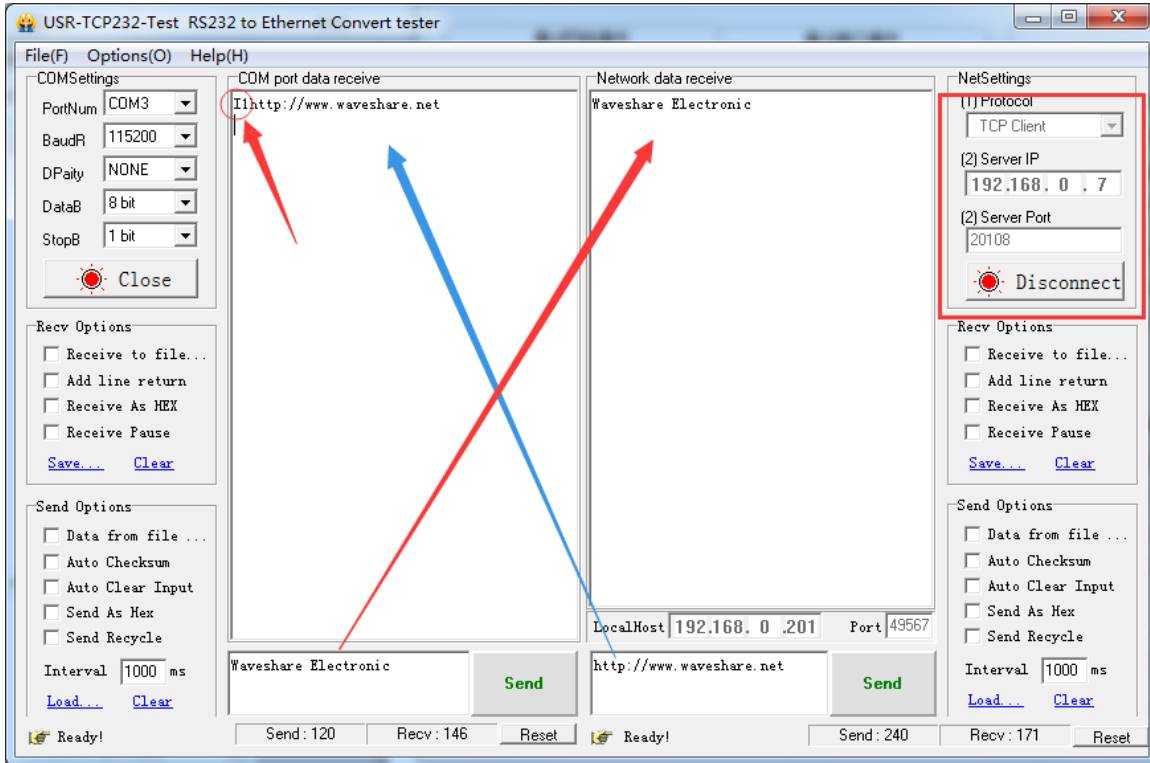 USR-TCP232-Test RS232 to Ethernet Convert tester
File(F) Options(O) Help(H)
COMSettings
PortNum COM3
BaudR 115200
DPaity NONE
DataB 8 bit
StopB 1 bit
Close
Recv Options
Receive to file...
Add line return
Receive As HEX
Receive Pause
Save... Clear
Send Options
Data from file ...
Auto Checksum
Auto Clear Input
Send As Hex
Send Recycle
Interval 1000 ms
Load... Clear
COM port data receive
I1http://www.waveshare.net
Waveshare Electronic
Send
Network data receive
Waveshare Electronic
LocalHost 192.168. 0 .201 Port 49567
http://www.waveshare.net
Send
NetSettings
(1) Protocol
TCP Client
(2) Server IP
192.168. 0 . 7
(2) Server Port
20108
Disconnect
Recv Options
Receive to file...
Add line return
Receive As HEX
Receive Pause
Save... Clear
Send Options
Data from file ...
Auto Checksum
Auto Clear Input
Send As Hex
Send Recycle
Interval 1000 ms
Load... Clear
Ready! Send : 120 Recv : 146 Reset
Ready! Send : 240 Recv : 171 Reset